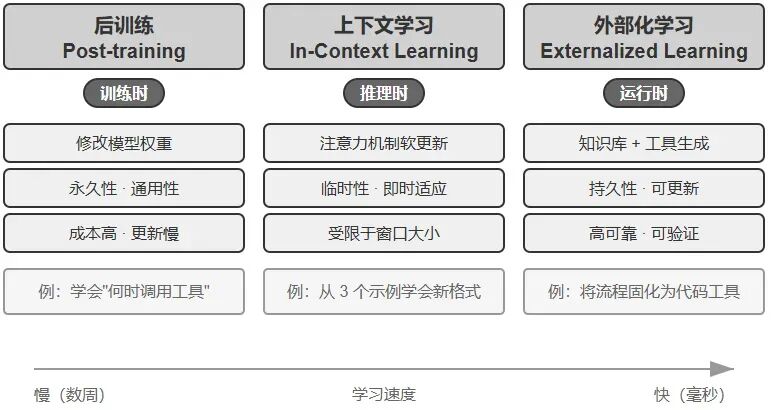 后训练
Post-training
训练时
修改模型权重
永久性 · 通用性
成本高 · 更新慢
例：学会"何时调用工具"
上下文学习
In-Context Learning
推理时
注意力机制软更新
临时性 · 即时适应
受限于窗口大小
例：从 3 个示例学会新格式
外部化学习
Externalized Learning
运行时
知识库 + 工具生成
持久性 · 可更新
高可靠 · 可验证
例：将流程固化为代码工具
慢（数周）
学习速度
快（毫秒）